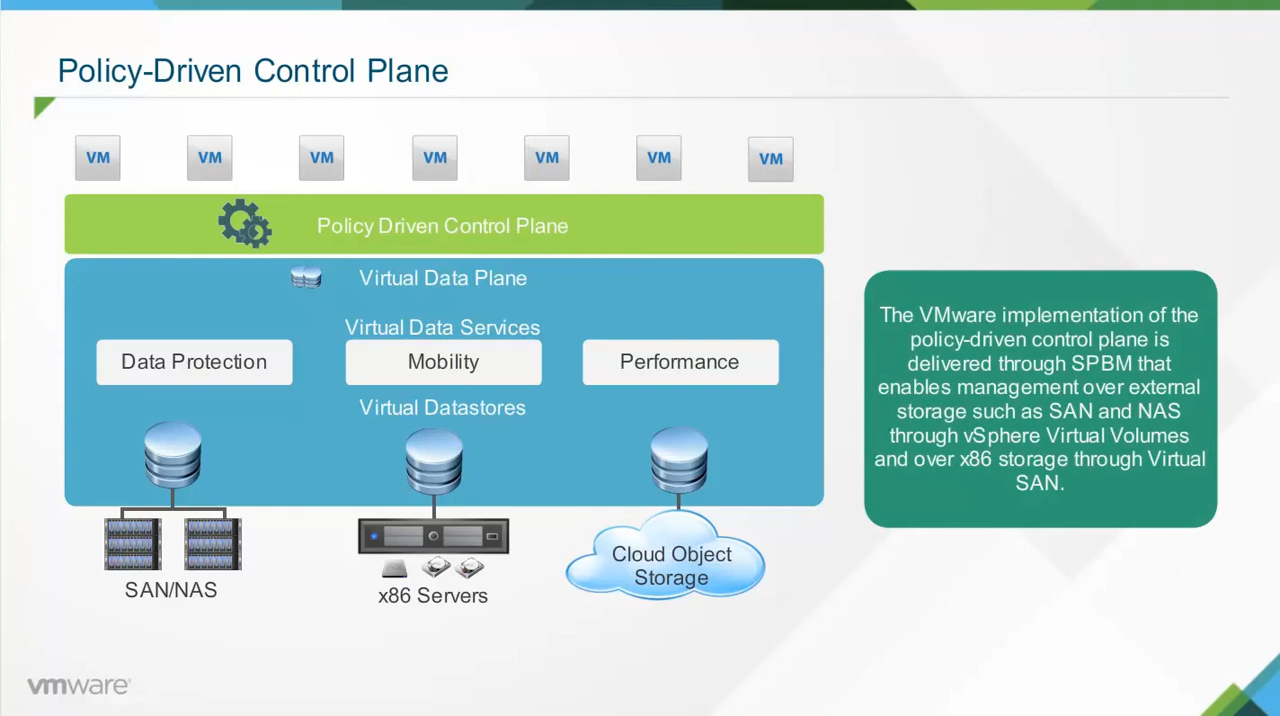 Policy-Driven Control Plane
VM VM VM VM VM VM VM
Policy Driven Control Plane
Virtual Data Plane
Virtual Data Services
Data Protection
Mobility
Performance
Virtual Datastores
SAN/NAS
x86 Servers
Cloud Object
Storage
The VMware implementation of the
policy-driven control plane is
delivered through SPBM that
enables management over external
storage such as SAN and NAS
through vSphere Virtual Volumes
and over x86 storage through Virtual
SAN.
vmware®